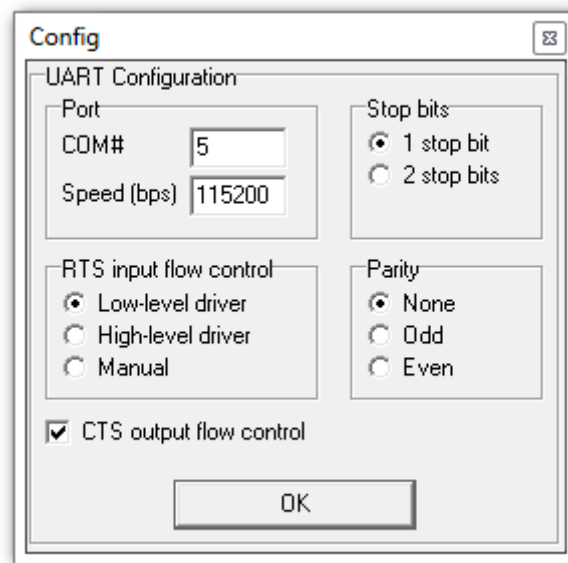 Config
UART Configuration
Port
COM# 5
Speed (bps) 115200
Stop bits
1 stop bit
2 stop bits
RTS input flow control
Low-level driver
High-level driver
Manual
Parity
None
Odd
Even
CTS output flow control
OK